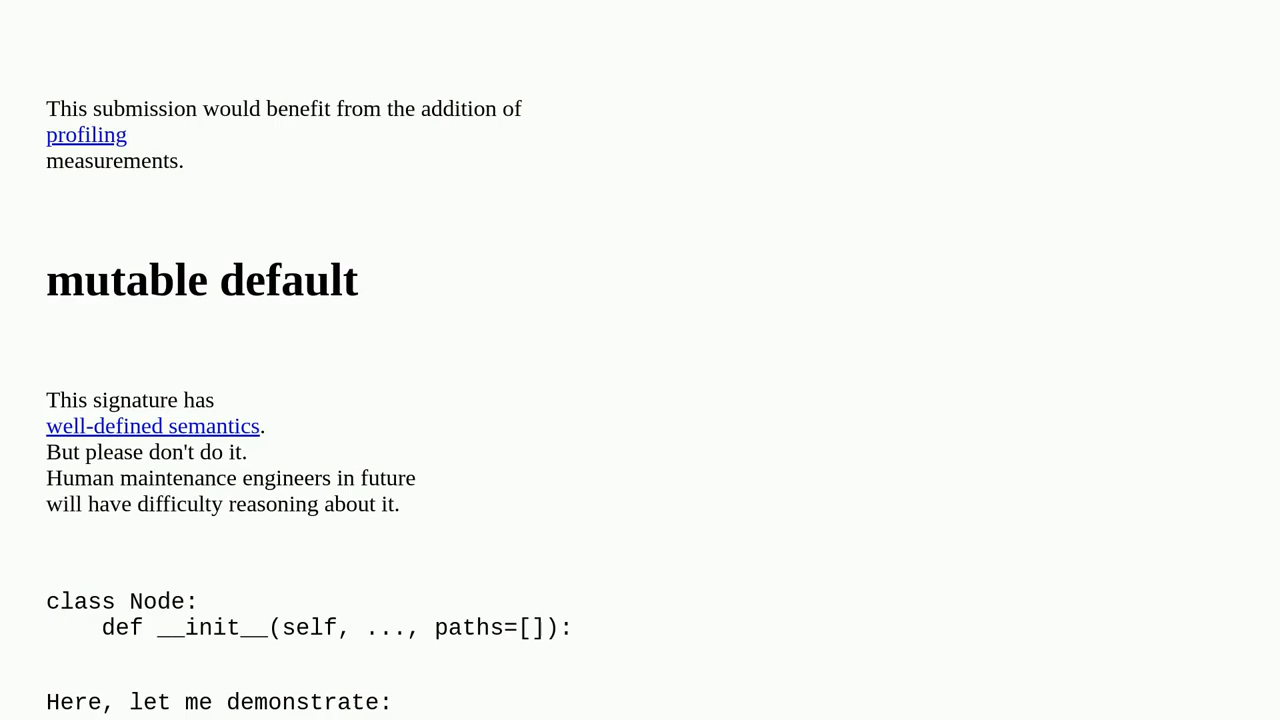 This submission would benefit from the addition of
profiling
measurements.
mutable default
This signature has
well-defined semantics.
But please don't do it.
Human maintenance engineers in future
will have difficulty reasoning about it.
class Node:
    def __init__(self, ..., paths=[]):
Here, let me demonstrate: